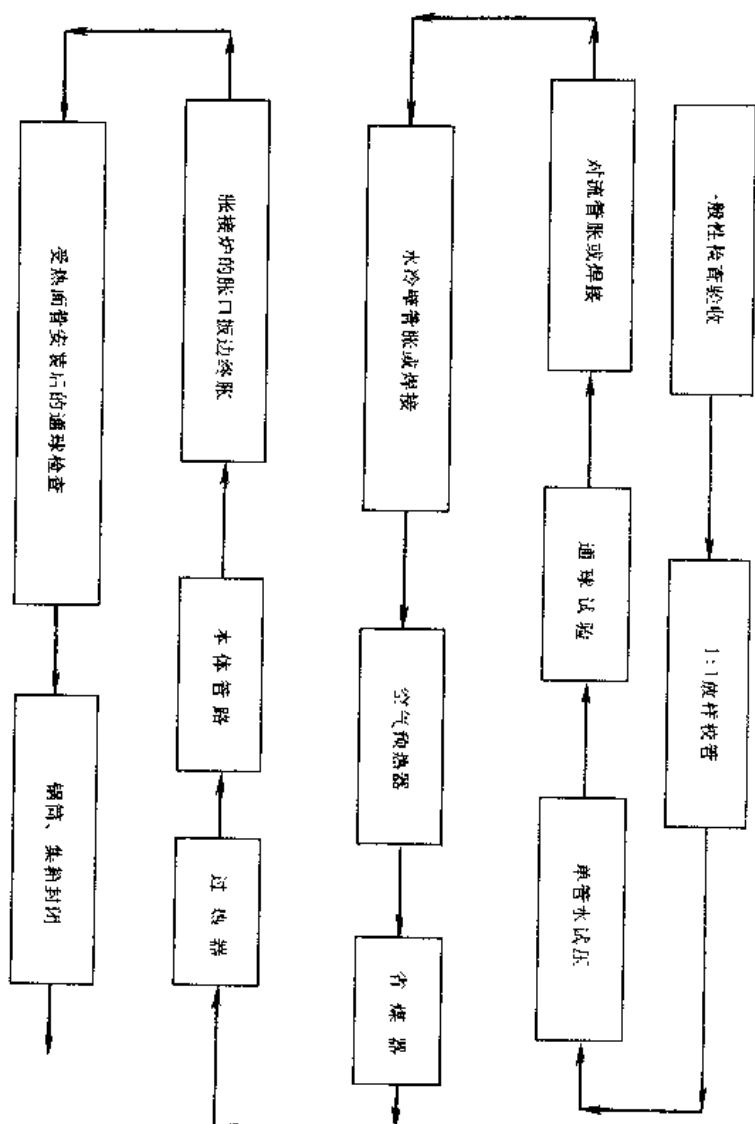 一般性检查验收
1:1放样校管
单管水试压
通球试验
对流管胀或焊接
水冷壁管胀或焊接
空气预热器
省煤器
过热器
本体管路
胀接炉的胀口扳边终胀
受热面管安装后的通球检查
锅筒、集箱封闭